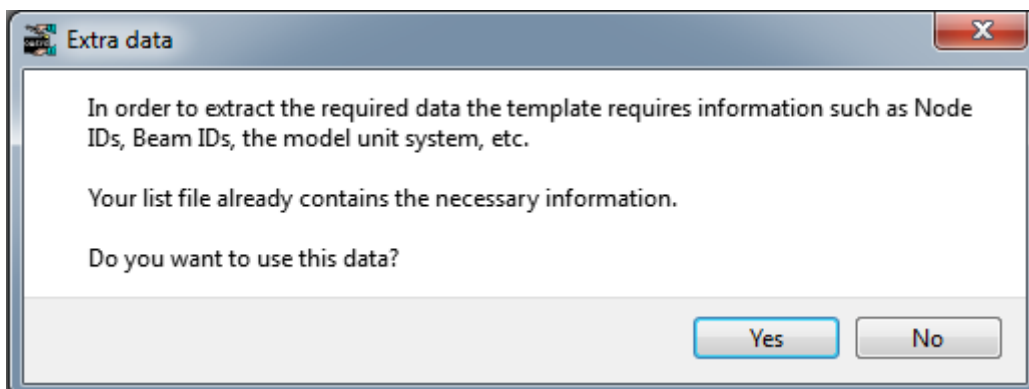 Extra data
In order to extract the required data the template requires information such as Node
IDs, Beam IDs, the model unit system, etc.
Your list file already contains the necessary information.
Do you want to use this data?
Yes
No